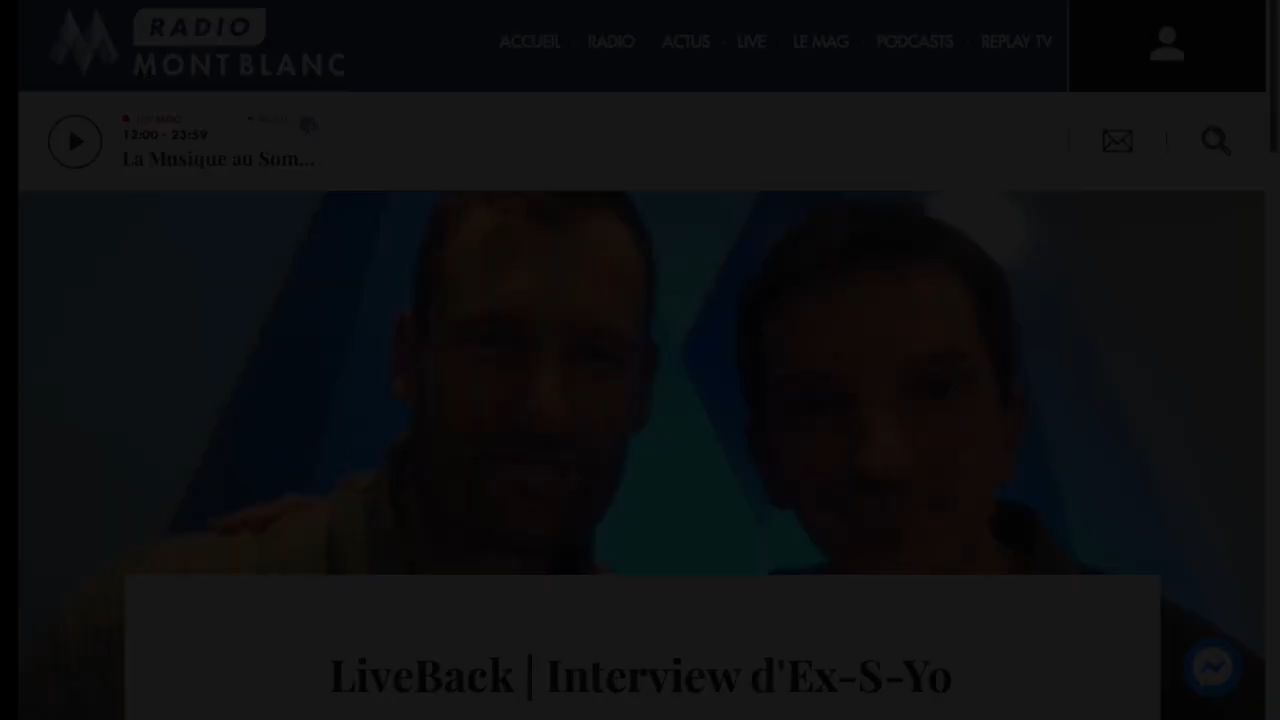 RADIO
MONT BLANC
ACCUEIL
RADIO
ACTUS
LIVE
LE MAG
PODCASTS
REPLAY TV
12:00 - 23:59
La Musique au Som...
LiveBack | Interview d'Ex-S-Yo